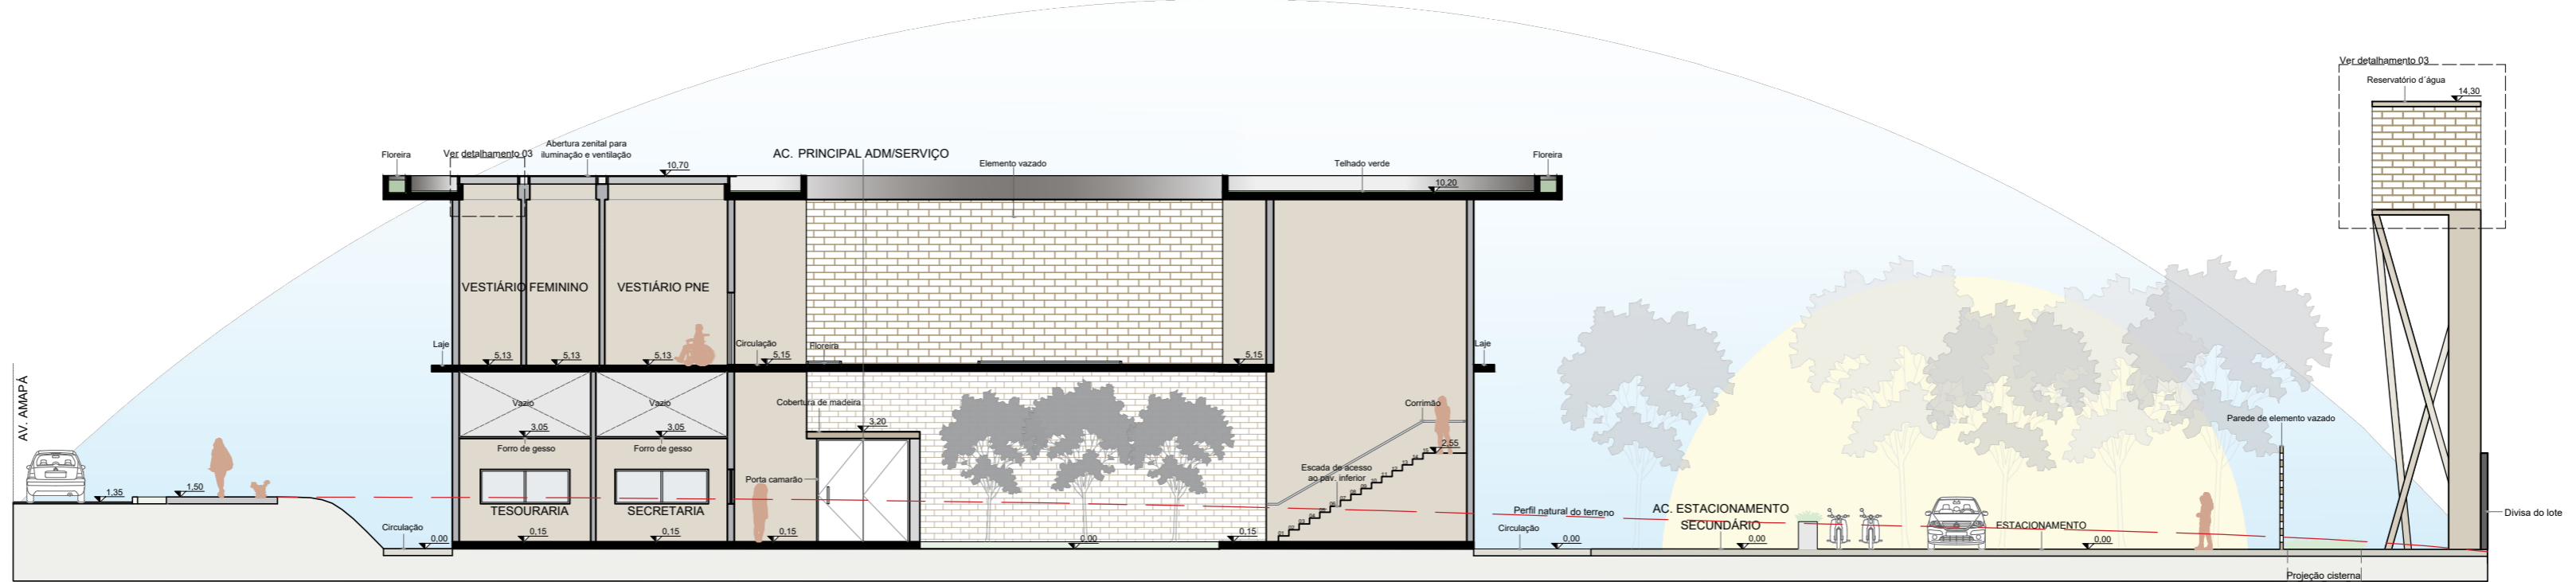 Ver detalhamento 03
Reservatório d´água
14,30
Floreira
Ver detalhamento 03
Abertura zenital para
iluminação e ventilação
10,70
AC. PRINCIPAL ADM/SERVIÇO
Elemento vazado
Telhado verde
10,20
Floreira
VESTIÁRIO FEMININO
VESTIÁRIO PNE
Laje
5,13
5,13
5,13
Circulação
5,15
Floreira
5,15
Laje
AV. AMAPÁ
Vazio
Vazio
Cobertura de madeira
Corrimão
3,05
3,05
3,20
Parede de elemento vazado
Forro de gesso
Forro de gesso
2,55
Porta camarão
Escada de acesso
ao pav. inferior
1,35
1,50
TESOURARIA
SECRETARIA
Perfil natural do terreno
AC. ESTACIONAMENTO
SECUNDÁRIO
ESTACIONAMENTO
Divisa do lote
Circulação
0,00
0,15
0,15
0,15
0,00
0,15
Circulação
0,00
0,00
0,00
Projeção cisterna